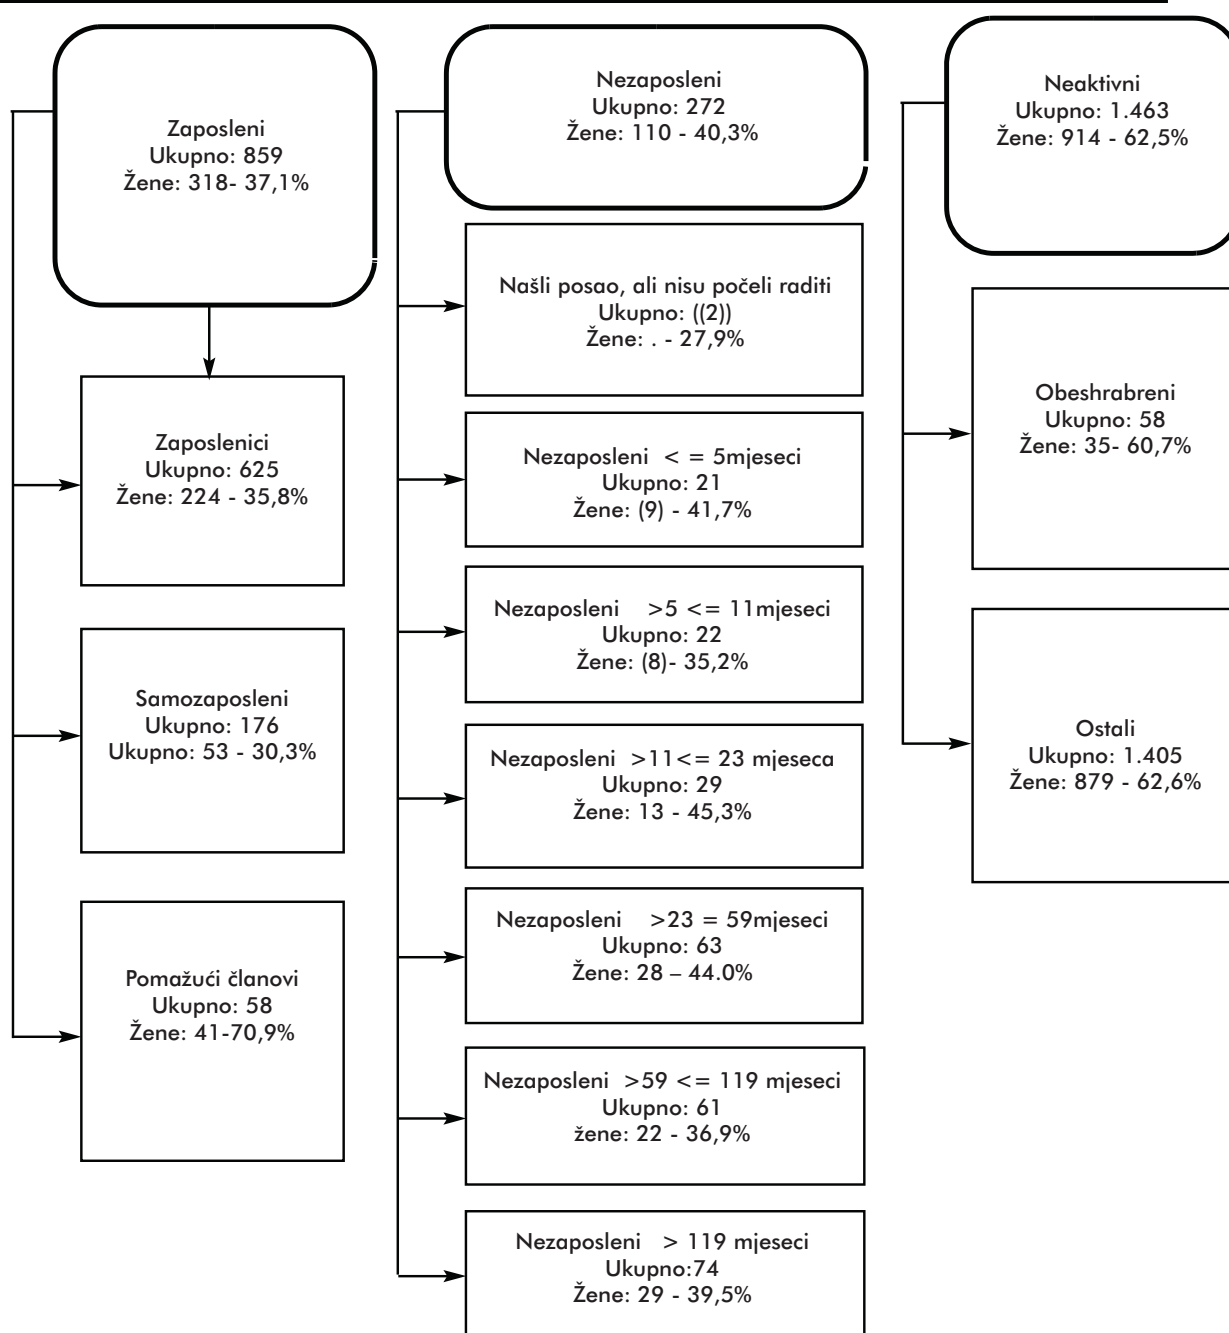 Zaposleni
Ukupno: 859
Žene: 318- 37,1%
Zaposlenici
Ukupno: 625
Žene: 224 - 35,8%
Samozaposleni
Ukupno: 176
Ukupno: 53 - 30,3%
Pomažući članovi
Ukupno: 58
Žene: 41-70,9%
Nezaposleni
Ukupno: 272
Žene: 110 - 40,3%
Našli posao, ali nisu počeli raditi
Ukupno: ((2))
Žene: . - 27,9%
Nezaposleni < = 5mjeseci
Ukupno: 21
Žene: (9) - 41,7%
Nezaposleni >5 <= 11mjeseci
Ukupno: 22
Žene: (8)- 35,2%
Nezaposleni >11<= 23 mjeseca
Ukupno: 29
Žene: 13 - 45,3%
Nezaposleni >23 = 59mjeseci
Ukupno: 63
Žene: 28 – 44.0%
Nezaposleni >59 <= 119 mjeseci
Ukupno: 61
žene: 22 - 36,9%
Nezaposleni > 119 mjeseci
Ukupno:74
Žene: 29 - 39,5%
Neaktivni
Ukupno: 1.463
Žene: 914 - 62,5%
Obeshrabreni
Ukupno: 58
Žene: 35- 60,7%
Ostali
Ukupno: 1.405
Žene: 879 - 62,6%